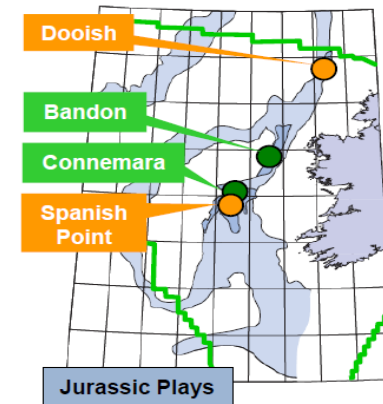 Dooish
Bandon
Connemara
Spanish
Point
Jurassic Plays